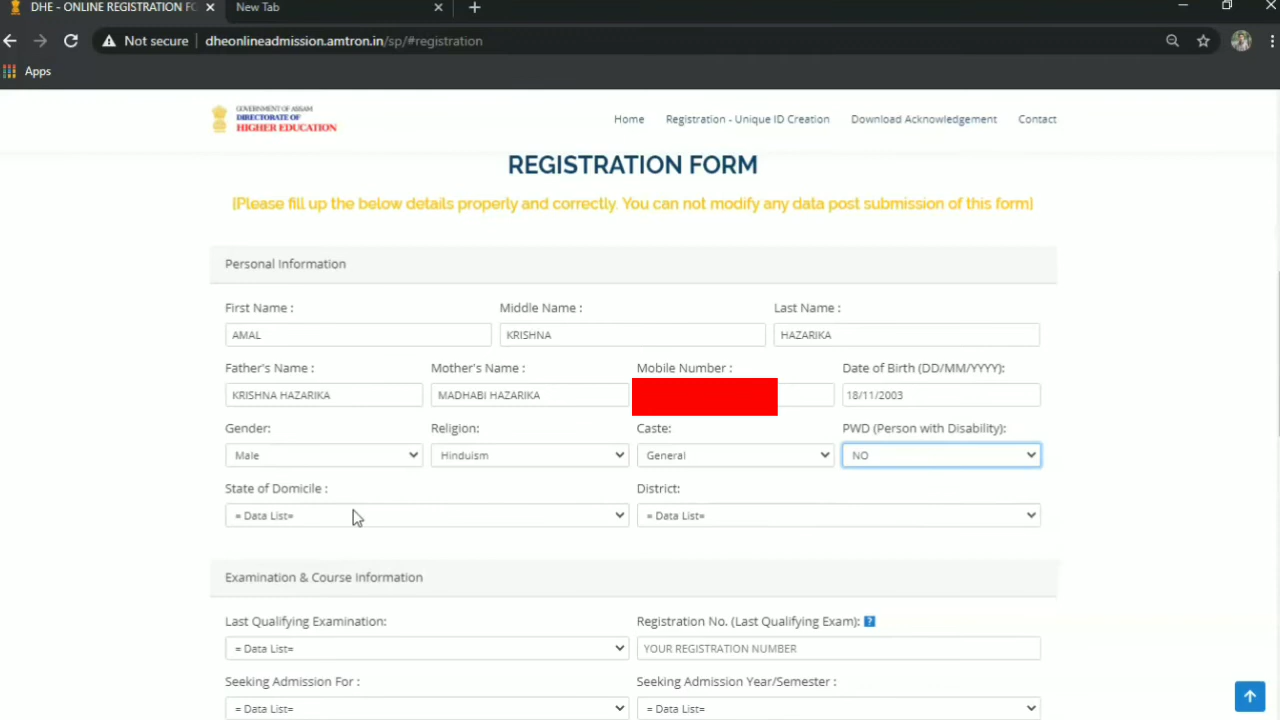 DHE - ONLINE REGISTRATION FO
New Tab
Not secure dheonlineadmission.amtron.in/sp/#registration
Apps
GOVERNMENT OF ASSAM
DIRECTORATE OF
HIGHER EDUCATION
Home Registration - Unique ID Creation Download Acknowledgement Contact
REGISTRATION FORM
[Please fill up the below details properly and correctly. You can not modify any data post submission of this form]
Personal Information
First Name : Middle Name : Last Name :
AMAL KRISHNA HAZARIKA
Father's Name : Mother's Name : Mobile Number : Date of Birth (DD/MM/YYYY):
KRISHNA HAZARIKA MADHABI HAZARIKA 18/11/2003
Gender: Religion: Caste: PWD (Person with Disability):
Male Hinduism General NO
State of Domicile : District:
= Data List= = Data List=
Examination & Course Information
Last Qualifying Examination: Registration No. (Last Qualifying Exam): ?
= Data List= YOUR REGISTRATION NUMBER
Seeking Admission For : Seeking Admission Year/Semester :
= Data List= = Data List=